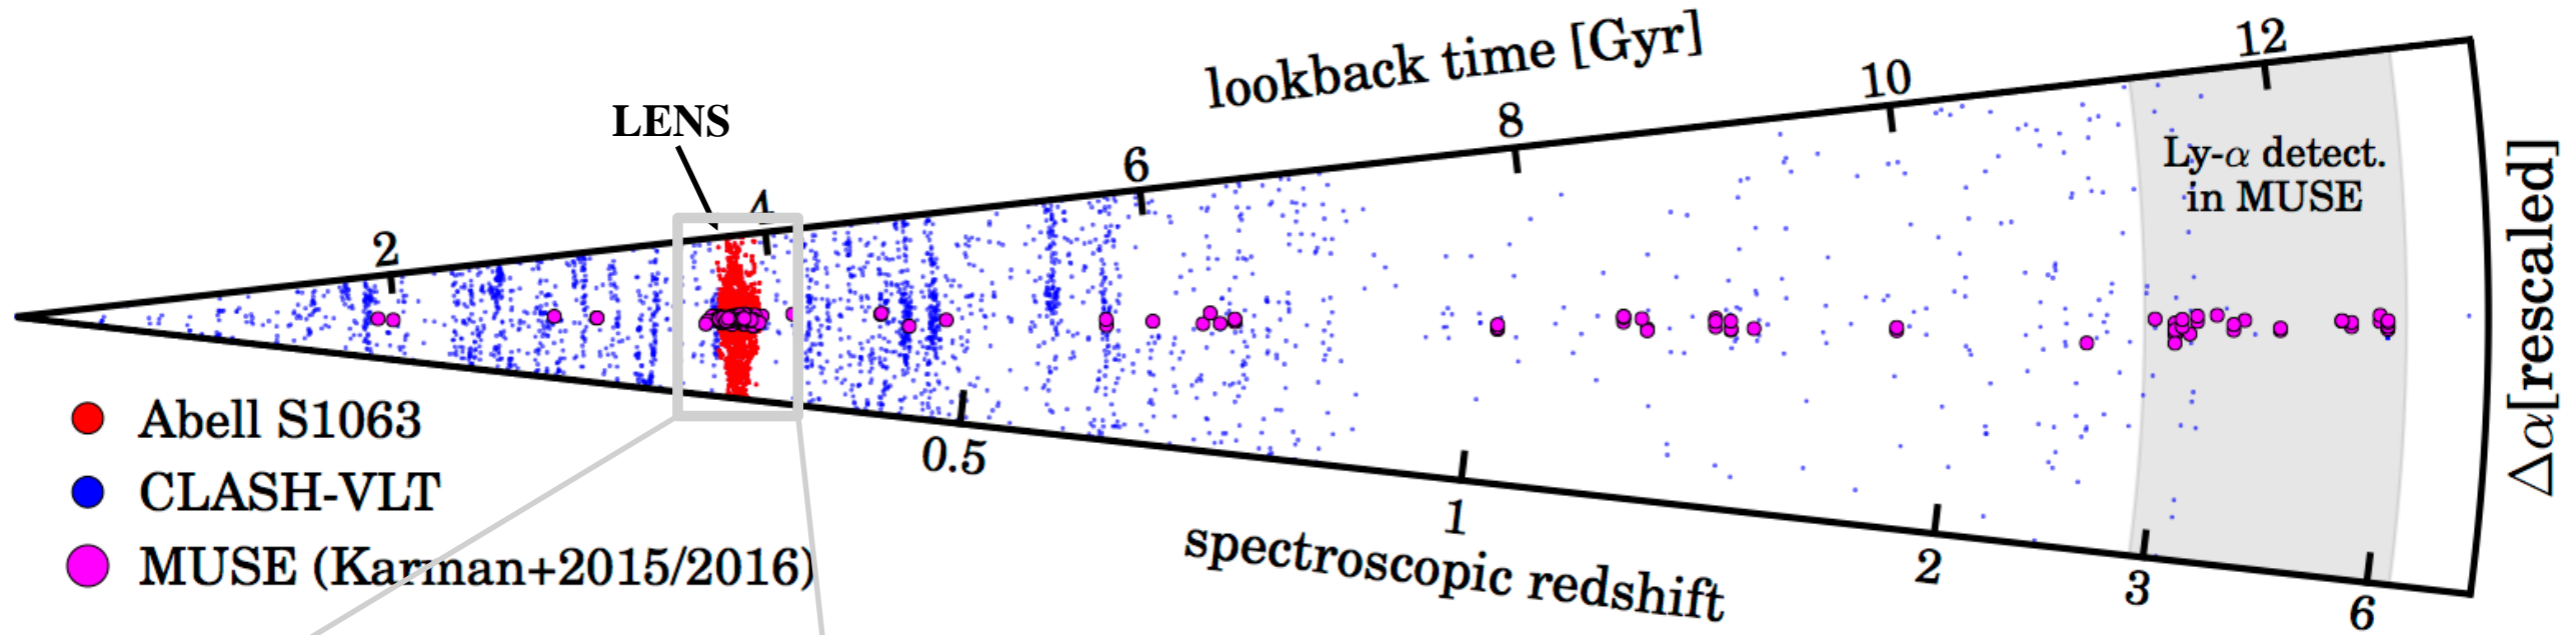 lookback time [Gyr]
LENS
2
4
6
8
10
12
Ly-α detect.
in MUSE
△α[rescaled]
0.5
1
2
3
6
spectroscopic redshift
Abell S1063
CLASH-VLT
MUSE (Karman+2015/2016)